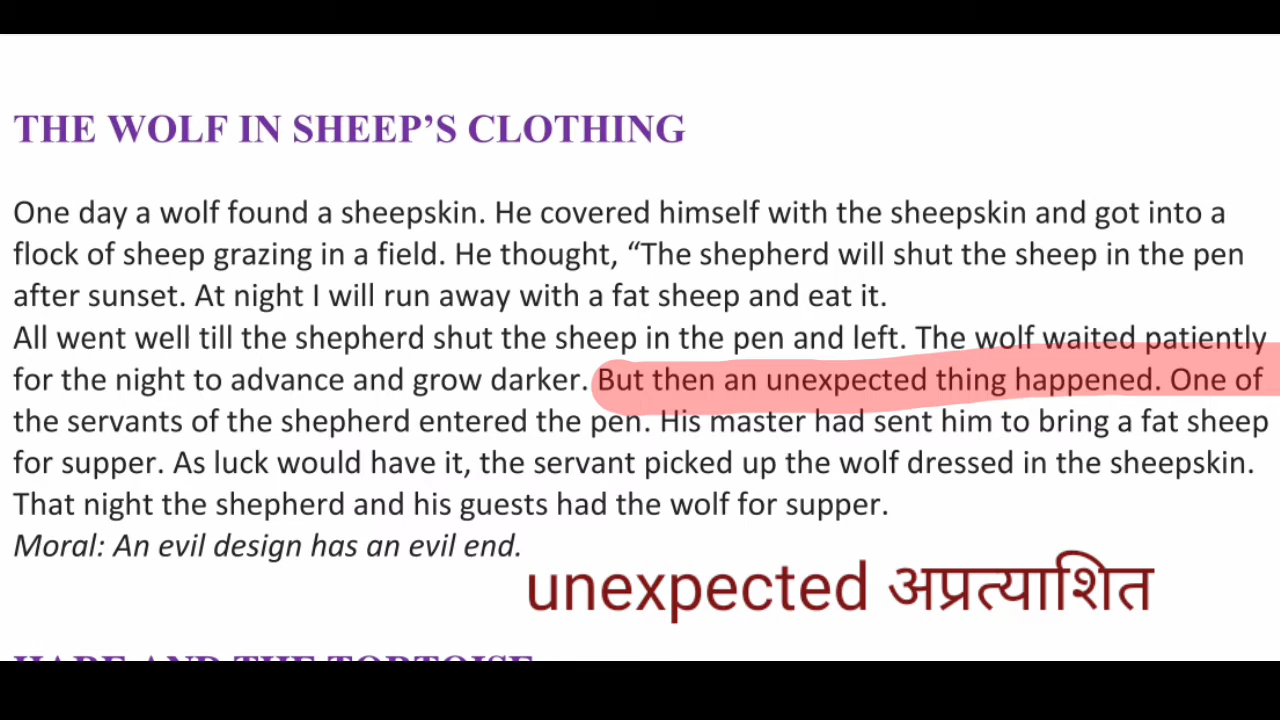 THE WOLF IN SHEEP’S CLOTHING
One day a wolf found a sheepskin. He covered himself with the sheepskin and got into a
flock of sheep grazing in a field. He thought, “The shepherd will shut the sheep in the pen
after sunset. At night I will run away with a fat sheep and eat it.
All went well till the shepherd shut the sheep in the pen and left. The wolf waited patiently
for the night to advance and grow darker. But then an unexpected thing happened. One of
the servants of the shepherd entered the pen. His master had sent him to bring a fat sheep
for supper. As luck would have it, the servant picked up the wolf dressed in the sheepskin.
That night the shepherd and his guests had the wolf for supper.
Moral: An evil design has an evil end.
unexpected अप्रत्याशित
HARE AND THE TORTOISE